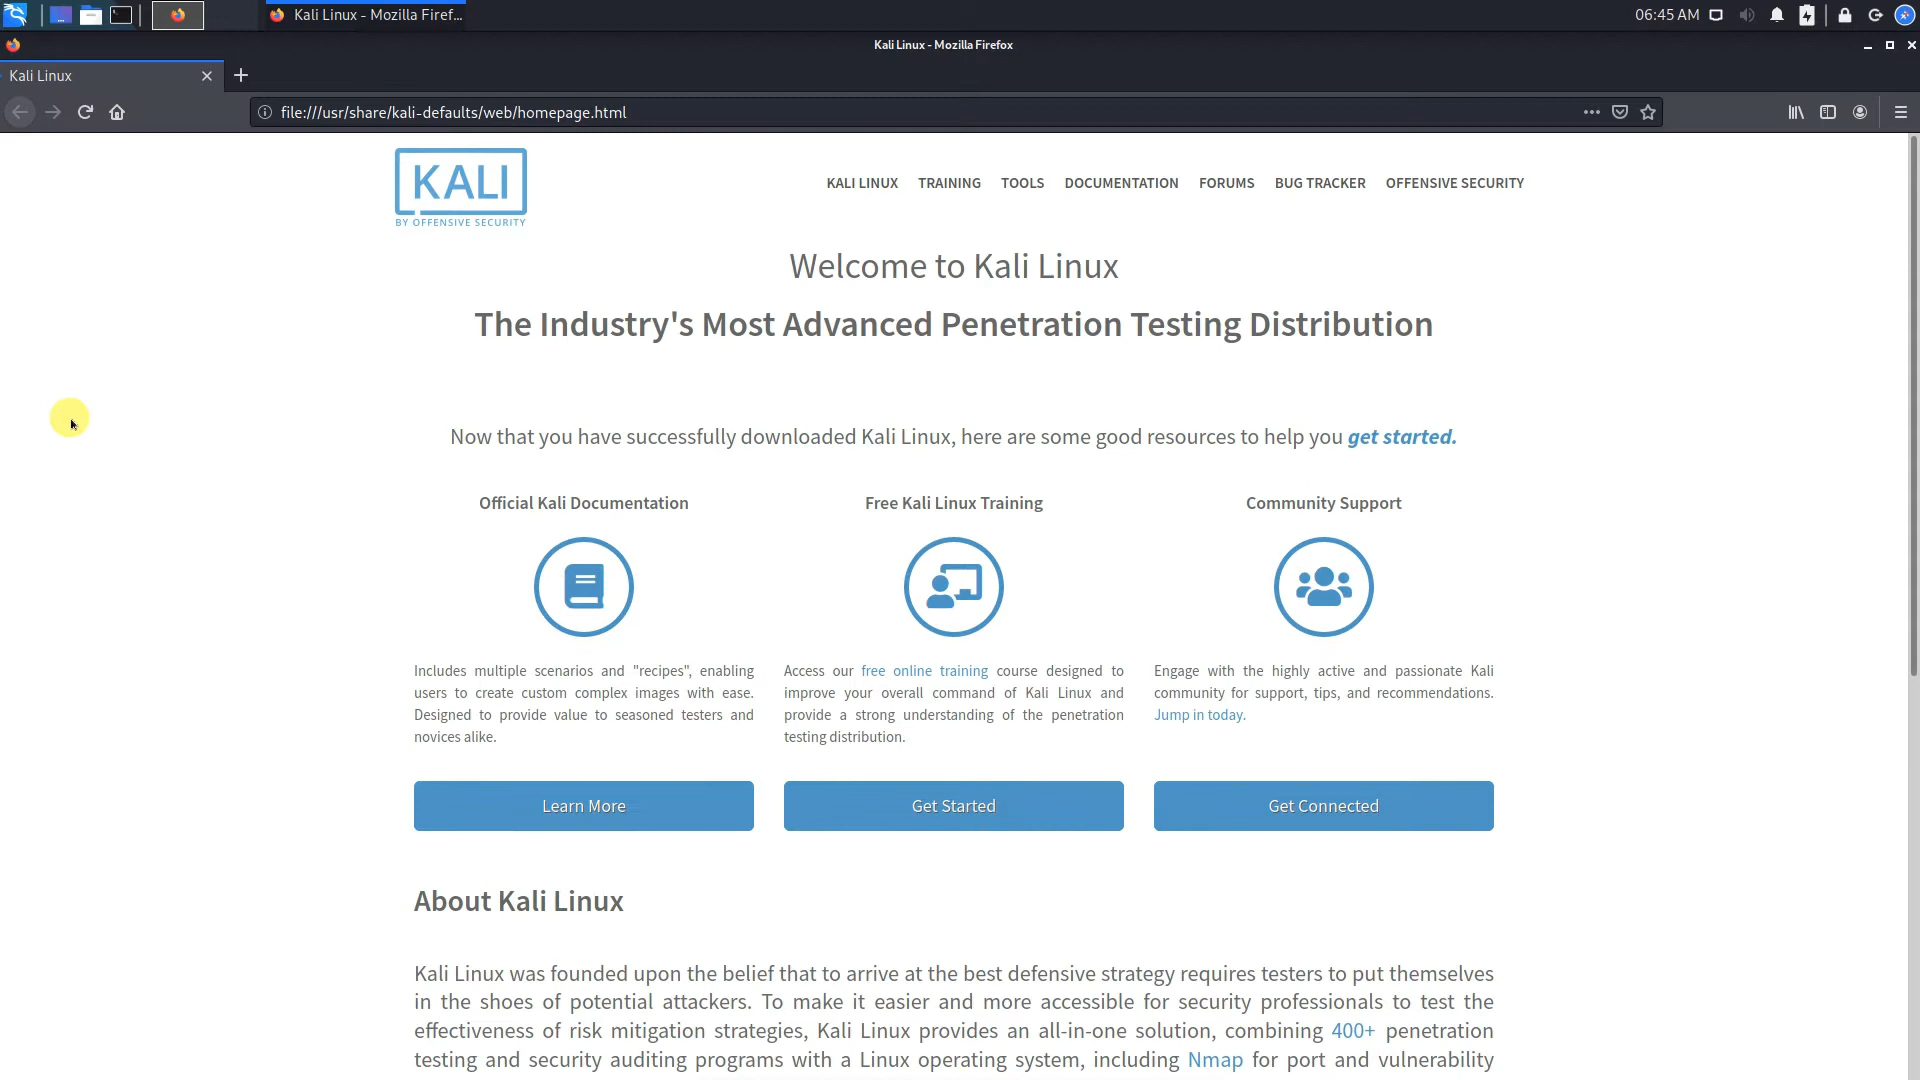 Kali Linux - Mozilla Firef...
06:45 AM
Kali Linux - Mozilla Firefox
Kali Linux
file:///usr/share/kali-defaults/web/homepage.html
KALI
BY OFFENSIVE SECURITY
KALI LINUX TRAINING TOOLS DOCUMENTATION FORUMS BUG TRACKER OFFENSIVE SECURITY
Welcome to Kali Linux
The Industry's Most Advanced Penetration Testing Distribution
Now that you have successfully downloaded Kali Linux, here are some good resources to help you get started.
Official Kali Documentation
Includes multiple scenarios and "recipes", enabling
users to create custom complex images with ease.
Designed to provide value to seasoned testers and
novices alike.
Learn More
Free Kali Linux Training
Access our free online training course designed to
improve your overall command of Kali Linux and
provide a strong understanding of the penetration
testing distribution.
Get Started
Community Support
Engage with the highly active and passionate Kali
community for support, tips, and recommendations.
Jump in today.
Get Connected
About Kali Linux
Kali Linux was founded upon the belief that to arrive at the best defensive strategy requires testers to put themselves
in the shoes of potential attackers. To make it easier and more accessible for security professionals to test the
effectiveness of risk mitigation strategies, Kali Linux provides an all-in-one solution, combining 400+ penetration
testing and security auditing programs with a Linux operating system, including Nmap for port and vulnerability